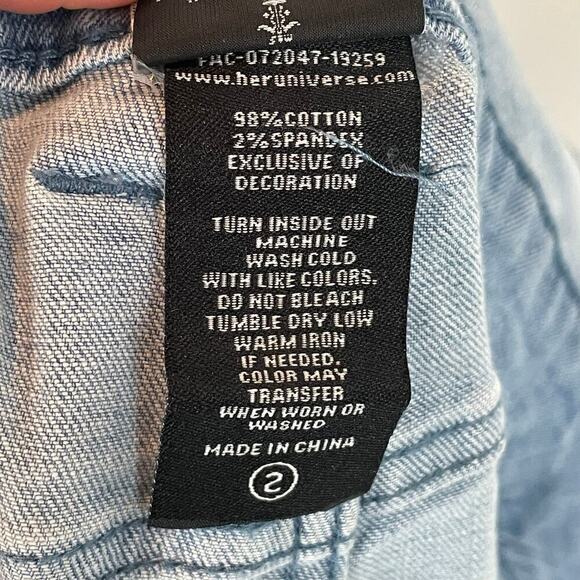 FAC-072047-19259
www.heruniverse.com
98%COTTON
2%SPANDEX
EXCLUSIVE OF
DECORATION
TURN INSIDE OUT
MACHINE
WASH COLD
WITH LIKE COLORS.
DO NOT BLEACH
TUMBLE DRY LOW
WARM IRON
IF NEEDED.
COLOR MAY
TRANSFER
WHEN WORN OR
WASHED
MADE IN CHINA
S